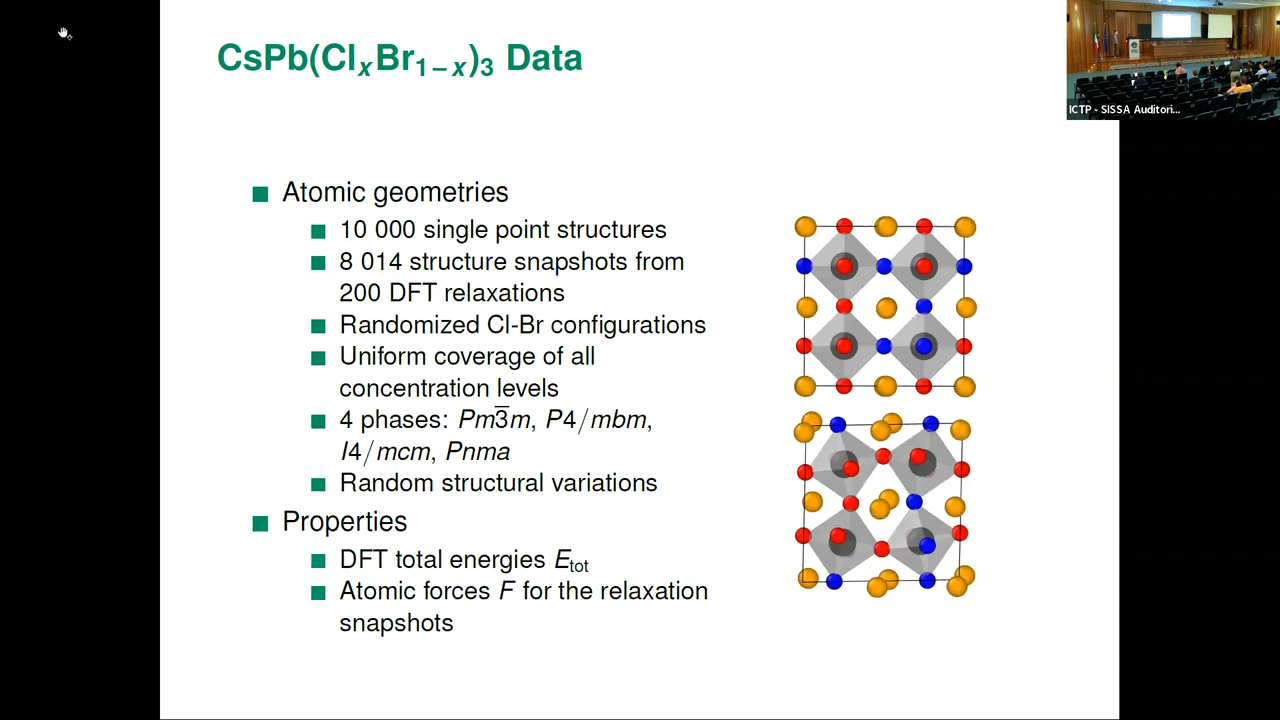 CsPb(ClxBr1−x)3 Data
Atomic geometries
10 000 single point structures
8 014 structure snapshots from
200 DFT relaxations
Randomized Cl-Br configurations
Uniform coverage of all
concentration levels
4 phases: Pm3̅m, P4/mbm,
I4/mcm, Pnma
Random structural variations
Properties
DFT total energies Etot
Atomic forces F for the relaxation
snapshots
ICTP - SISSA Auditori...